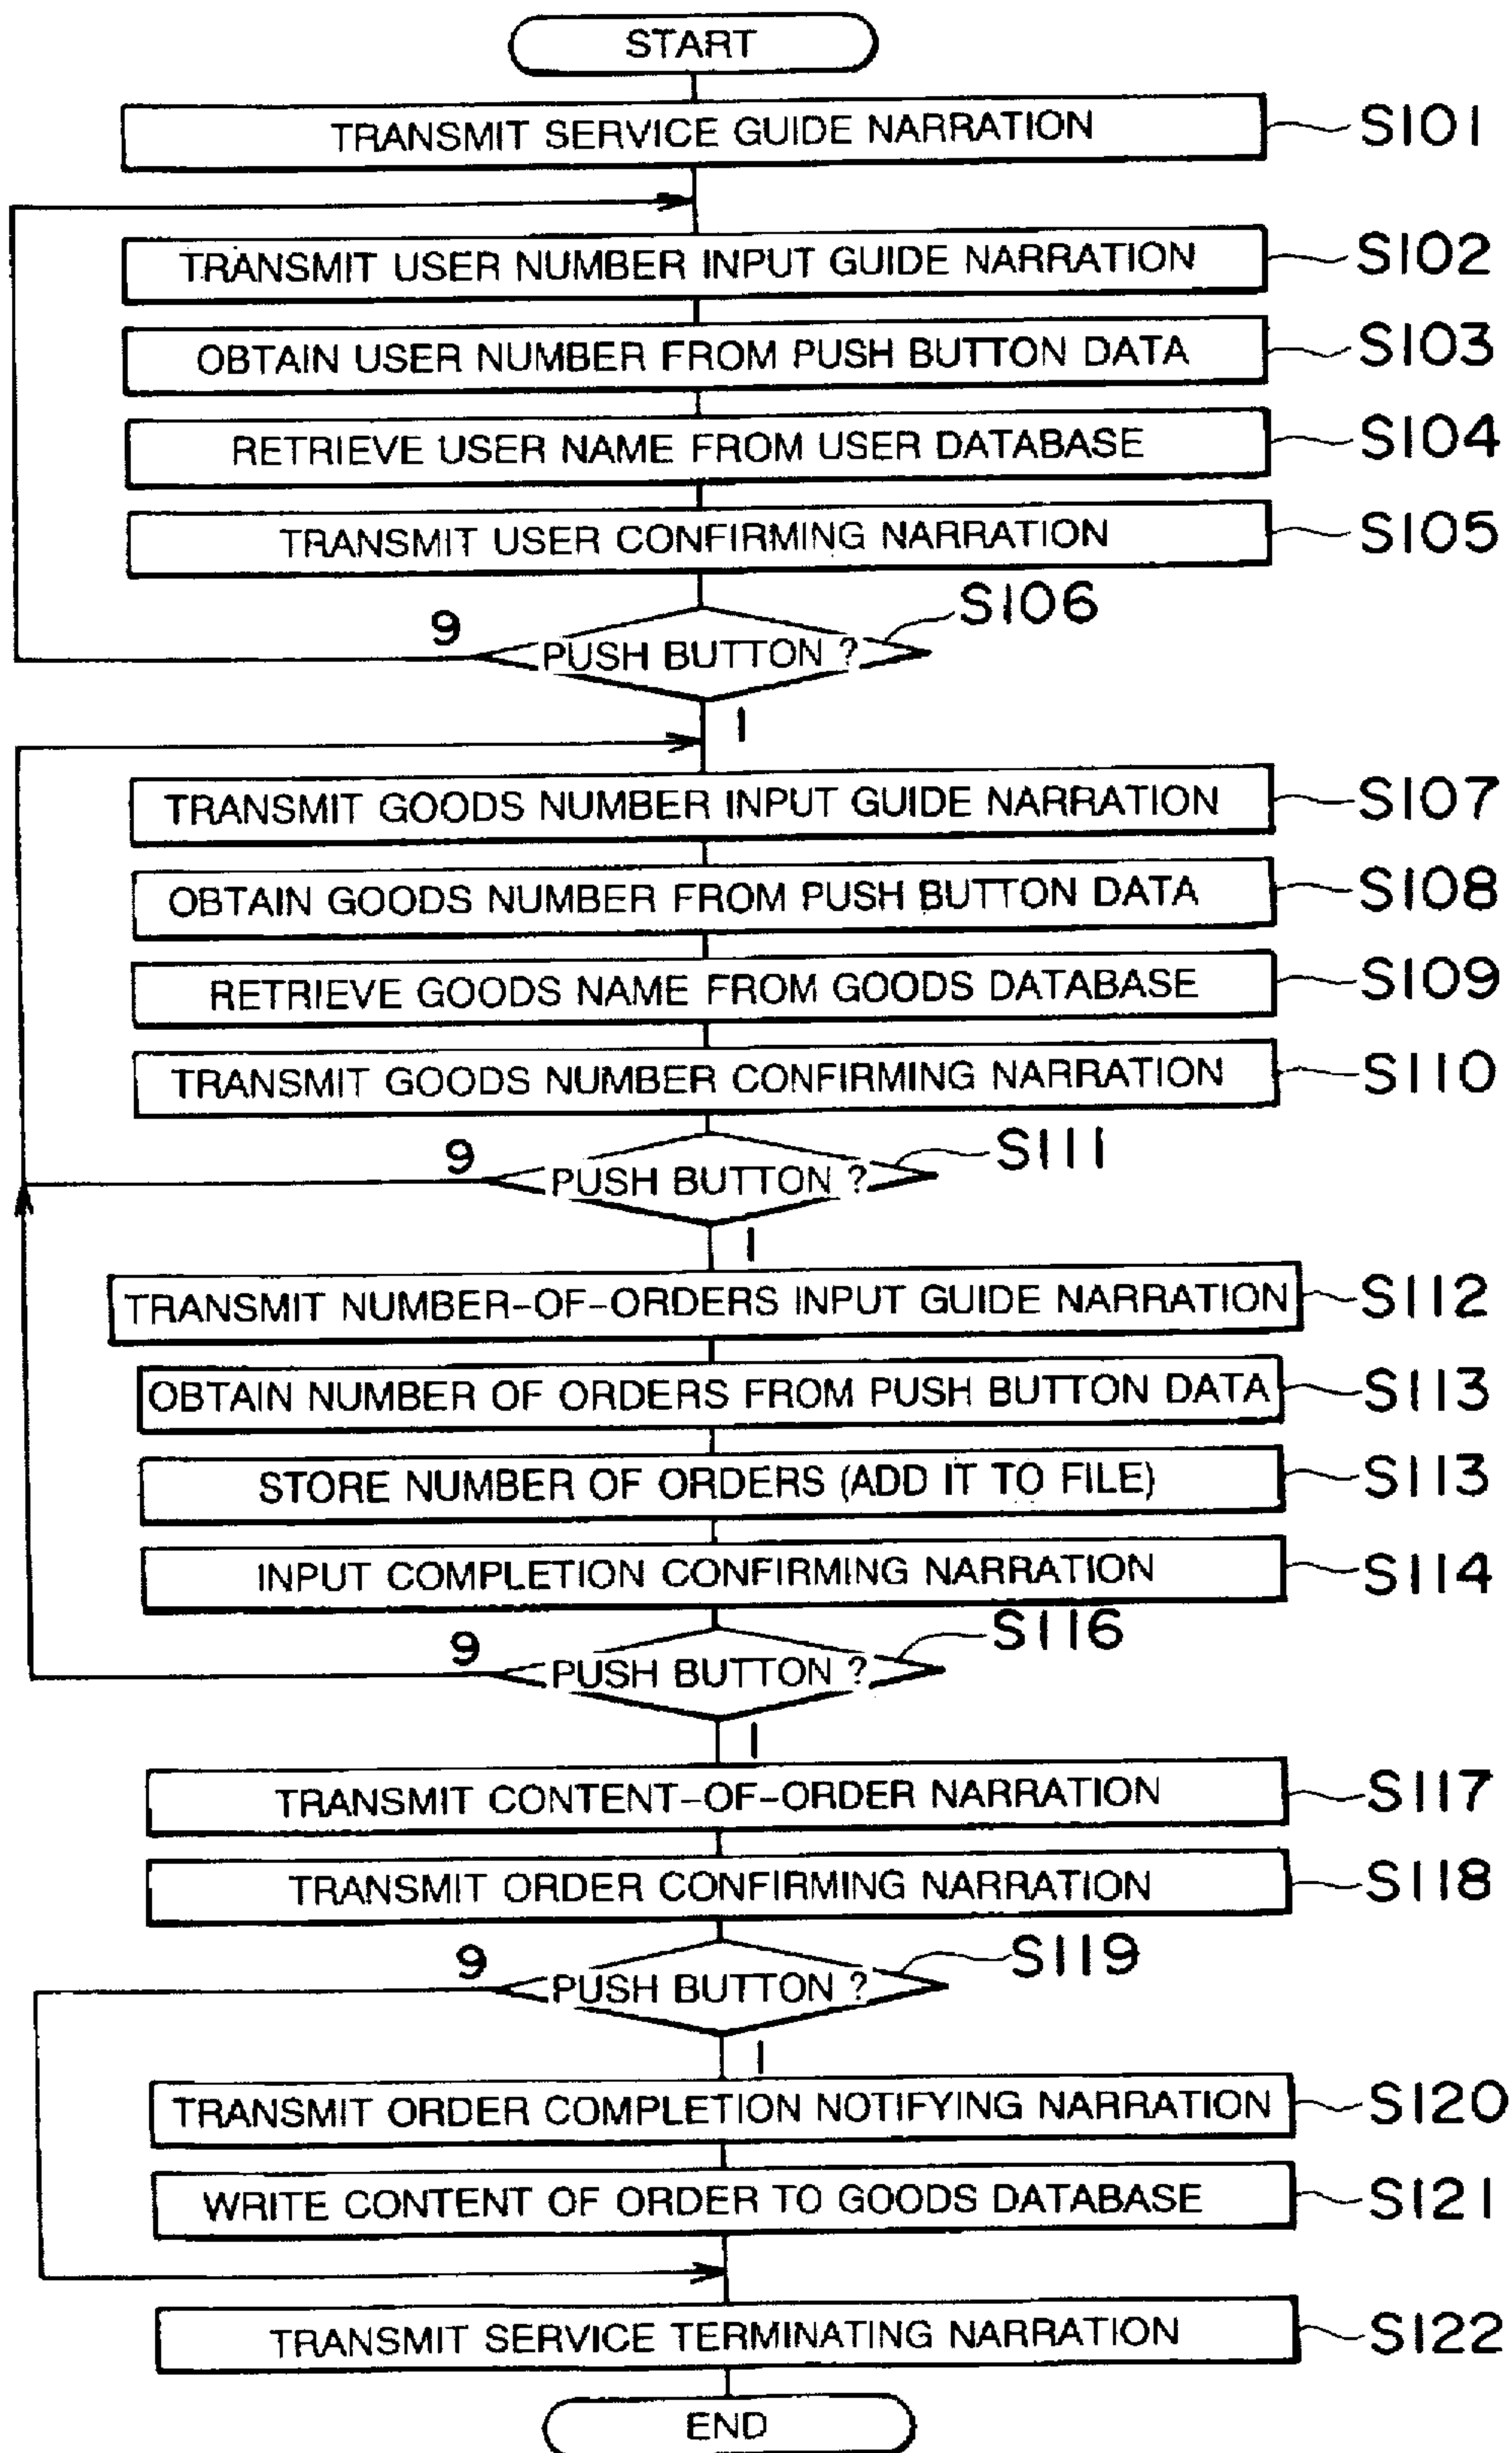 START
TRANSMIT SERVICE GUIDE NARRATION S101
TRANSMIT USER NUMBER INPUT GUIDE NARRATION S102
OBTAIN USER NUMBER FROM PUSH BUTTON DATA S103
RETRIEVE USER NAME FROM USER DATABASE S104
TRANSMIT USER CONFIRMING NARRATION S105
9 PUSH BUTTON ? S106
1
TRANSMIT GOODS NUMBER INPUT GUIDE NARRATION S107
OBTAIN GOODS NUMBER FROM PUSH BUTTON DATA S108
RETRIEVE GOODS NAME FROM GOODS DATABASE S109
TRANSMIT GOODS NUMBER CONFIRMING NARRATION S110
9 PUSH BUTTON ? S111
1
TRANSMIT NUMBER-OF-ORDERS INPUT GUIDE NARRATION S112
OBTAIN NUMBER OF ORDERS FROM PUSH BUTTON DATA S113
STORE NUMBER OF ORDERS (ADD IT TO FILE) S113
INPUT COMPLETION CONFIRMING NARRATION S114
9 PUSH BUTTON ? S116
1
TRANSMIT CONTENT-OF-ORDER NARRATION S117
TRANSMIT ORDER CONFIRMING NARRATION S118
9 PUSH BUTTON ? S119
1
TRANSMIT ORDER COMPLETION NOTIFYING NARRATION S120
WRITE CONTENT OF ORDER TO GOODS DATABASE S121
TRANSMIT SERVICE TERMINATING NARRATION S122
END